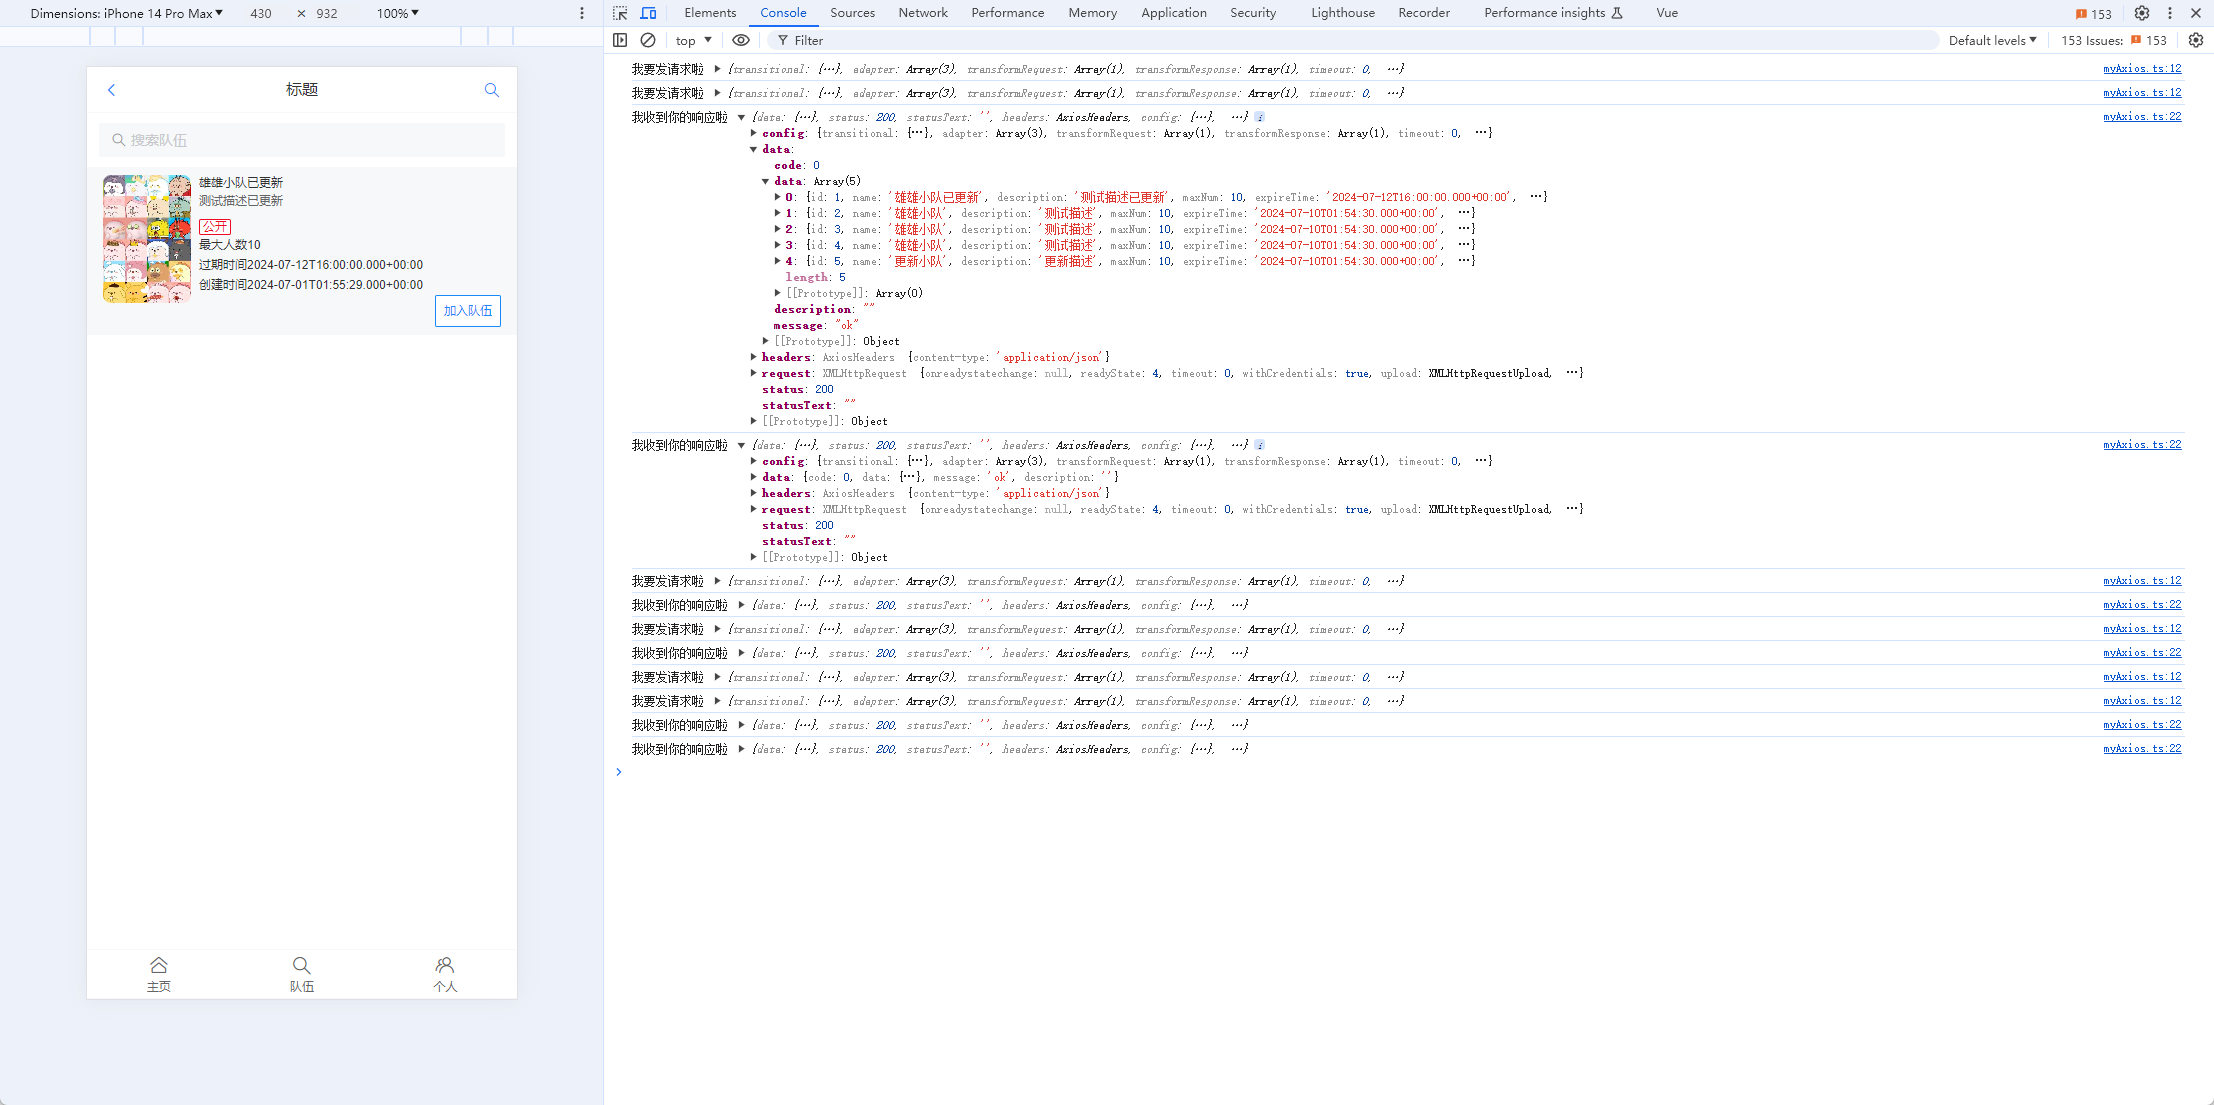 Dimensions: iPhone 14 Pro Max▼ 430 × 932 100%▼
标题
搜索队伍
雄雄小队已更新
测试描述已更新
公开
最大人数10
过期时间2024-07-12T16:00:00.000+00:00
创建时间2024-07-01T01:55:29.000+00:00
加入队伍
主页 队伍 个人
Elements Console Sources Network Performance Memory Application Security Lighthouse Recorder Performance insights Vue 153
top ▼ Filter Default levels▼ 153 Issues: 153
我要发请求啦 ▶ {transitional: {…}, adapter: Array(3), transformRequest: Array(1), transformResponse: Array(1), timeout: 0, …} myAxios.ts:12
我要发请求啦 ▶ {transitional: {…}, adapter: Array(3), transformRequest: Array(1), transformResponse: Array(1), timeout: 0, …} myAxios.ts:12
我收到你的响应啦 ▼ {data: {…}, status: 200, statusText: '', headers: AxiosHeaders, config: {…}, …} i myAxios.ts:22
▶ config: {transitional: {…}, adapter: Array(3), transformRequest: Array(1), transformResponse: Array(1), timeout: 0, …}
▼ data:
code: 0
▼ data: Array(5)
▶ 0: {id: 1, name: '雄雄小队已更新', description: '测试描述已更新', maxNum: 10, expireTime: '2024-07-12T16:00:00.000+00:00', …}
▶ 1: {id: 2, name: '雄雄小队', description: '测试描述', maxNum: 10, expireTime: '2024-07-10T01:54:30.000+00:00', …}
▶ 2: {id: 3, name: '雄雄小队', description: '测试描述', maxNum: 10, expireTime: '2024-07-10T01:54:30.000+00:00', …}
▶ 3: {id: 4, name: '雄雄小队', description: '测试描述', maxNum: 10, expireTime: '2024-07-10T01:54:30.000+00:00', …}
▶ 4: {id: 5, name: '更新小队', description: '更新描述', maxNum: 10, expireTime: '2024-07-10T01:54:30.000+00:00', …}
length: 5
▶ [[Prototype]]: Array(0)
description: ""
message: "ok"
▶ [[Prototype]]: Object
▶ headers: AxiosHeaders {content-type: 'application/json'}
▶ request: XMLHttpRequest {onreadystatechange: null, readyState: 4, timeout: 0, withCredentials: true, upload: XMLHttpRequestUpload, …}
status: 200
statusText: ""
▶ [[Prototype]]: Object
我收到你的响应啦 ▼ {data: {…}, status: 200, statusText: '', headers: AxiosHeaders, config: {…}, …} i myAxios.ts:22
▶ config: {transitional: {…}, adapter: Array(3), transformRequest: Array(1), transformResponse: Array(1), timeout: 0, …}
▶ data: {code: 0, data: {…}, message: 'ok', description: ''}
▶ headers: AxiosHeaders {content-type: 'application/json'}
▶ request: XMLHttpRequest {onreadystatechange: null, readyState: 4, timeout: 0, withCredentials: true, upload: XMLHttpRequestUpload, …}
status: 200
statusText: ""
▶ [[Prototype]]: Object
我要发请求啦 ▶ {transitional: {…}, adapter: Array(3), transformRequest: Array(1), transformResponse: Array(1), timeout: 0, …} myAxios.ts:12
我收到你的响应啦 ▶ {data: {…}, status: 200, statusText: '', headers: AxiosHeaders, config: {…}, …} myAxios.ts:22
我要发请求啦 ▶ {transitional: {…}, adapter: Array(3), transformRequest: Array(1), transformResponse: Array(1), timeout: 0, …} myAxios.ts:12
我收到你的响应啦 ▶ {data: {…}, status: 200, statusText: '', headers: AxiosHeaders, config: {…}, …} myAxios.ts:22
我要发请求啦 ▶ {transitional: {…}, adapter: Array(3), transformRequest: Array(1), transformResponse: Array(1), timeout: 0, …} myAxios.ts:12
我要发请求啦 ▶ {transitional: {…}, adapter: Array(3), transformRequest: Array(1), transformResponse: Array(1), timeout: 0, …} myAxios.ts:12
我收到你的响应啦 ▶ {data: {…}, status: 200, statusText: '', headers: AxiosHeaders, config: {…}, …} myAxios.ts:22
我收到你的响应啦 ▶ {data: {…}, status: 200, statusText: '', headers: AxiosHeaders, config: {…}, …} myAxios.ts:22